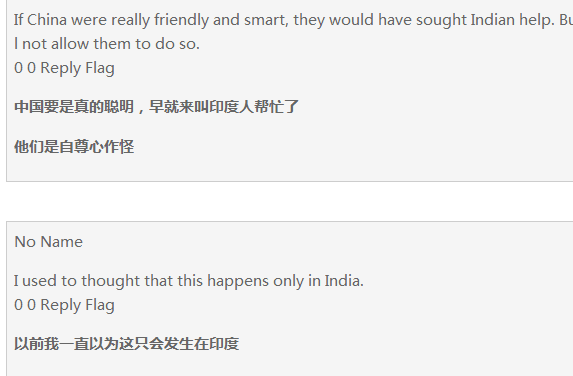 If China were really friendly and smart, they would have sought Indian help.
l not allow them to do so.
0 0 Reply Flag
中国要是真的聪明，早就来叫印度人帮忙了
他们是自尊心作怪
No Name
I used to thought that this happens only in India.
0 0 Reply Flag
以前我一直以为这只会发生在印度